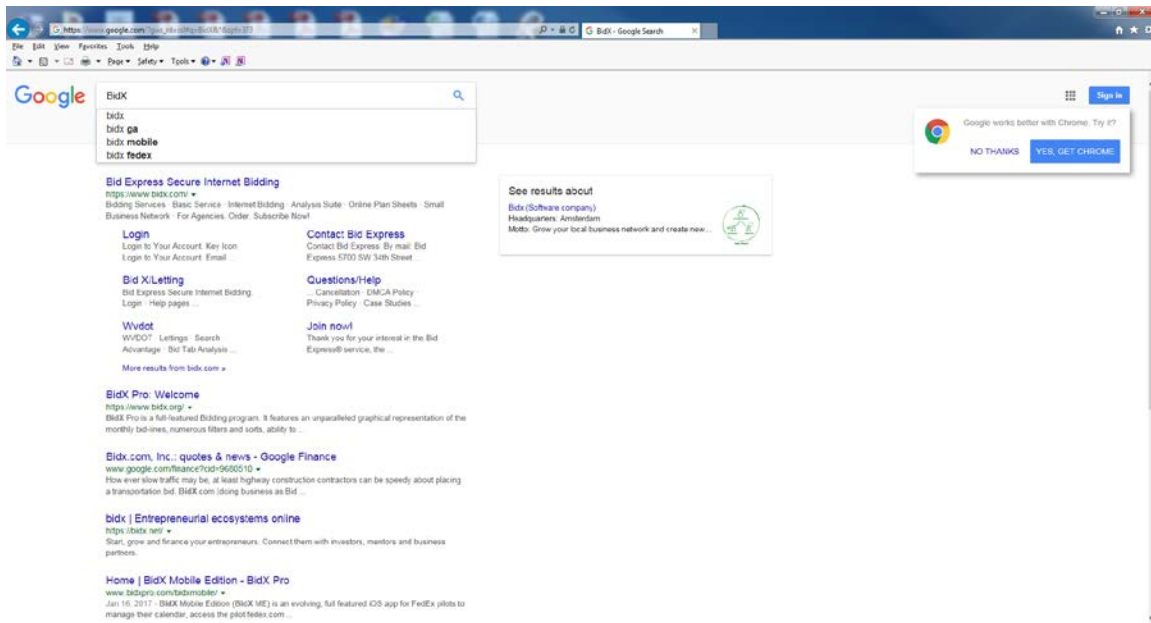 BidX - Google Search
File Edit View Favorites Tools Help
Page Safety Tools
Google
BidX
Sign in
bidx
bidx ga
bidx mobile
bidx fedex
Google works better with Chrome. Try it?
NO THANKS YES, GET CHROME
Bid Express Secure Internet Bidding
https://www.bidx.com/
Bidding Services · Basic Service · Internet Bidding · Analysis Suite · Online Plan Sheets · Small
Business Network · For Agencies. Order. Subscribe Now!
Login
Login to Your Account. Key Icon
Login to Your Account. Email ...
Contact Bid Express
Contact Bid Express. By mail: Bid
Express 5700 SW 34th Street ...
Bid X/Letting
Bid Express Secure Internet Bidding.
Login · Help pages ...
Questions/Help
... Cancellation · DMCA Policy ·
Privacy Policy · Case Studies ...
Wvdot
WVDOT · Lettings · Search
Advantage · Bid Tab Analysis ...
Join now!
Thank you for your interest in the Bid
Express® service, the ...
More results from bidx.com »
See results about
Bidx (Software company)
Headquarters: Amsterdam
Motto: Grow your local business network and create new...
BidX Pro: Welcome
https://www.bidx.org/
BidX Pro is a full-featured Bidding program. It features an unparalleled graphical representation of the
monthly bid-lines, numerous filters and sorts, ability to ...
Bidx.com, Inc.: quotes & news - Google Finance
www.google.com/finance?cid=9680510
How ever slow traffic may be, at least highway construction contractors can be speedy about placing
a transportation bid. BidX.com (doing business as Bid ...
bidx | Entrepreneurial ecosystems online
https://bidx.net/
Start, grow and finance your entrepreneurs. Connect them with investors, mentors and business
partners.
Home | BidX Mobile Edition - BidX Pro
www.bidxpro.com/bidxmobile/
Jan 16, 2017 - BidX Mobile Edition (BidX ME) is an evolving, full featured iOS app for FedEx pilots to
manage their calendar, access the pilot.fedex.com ...